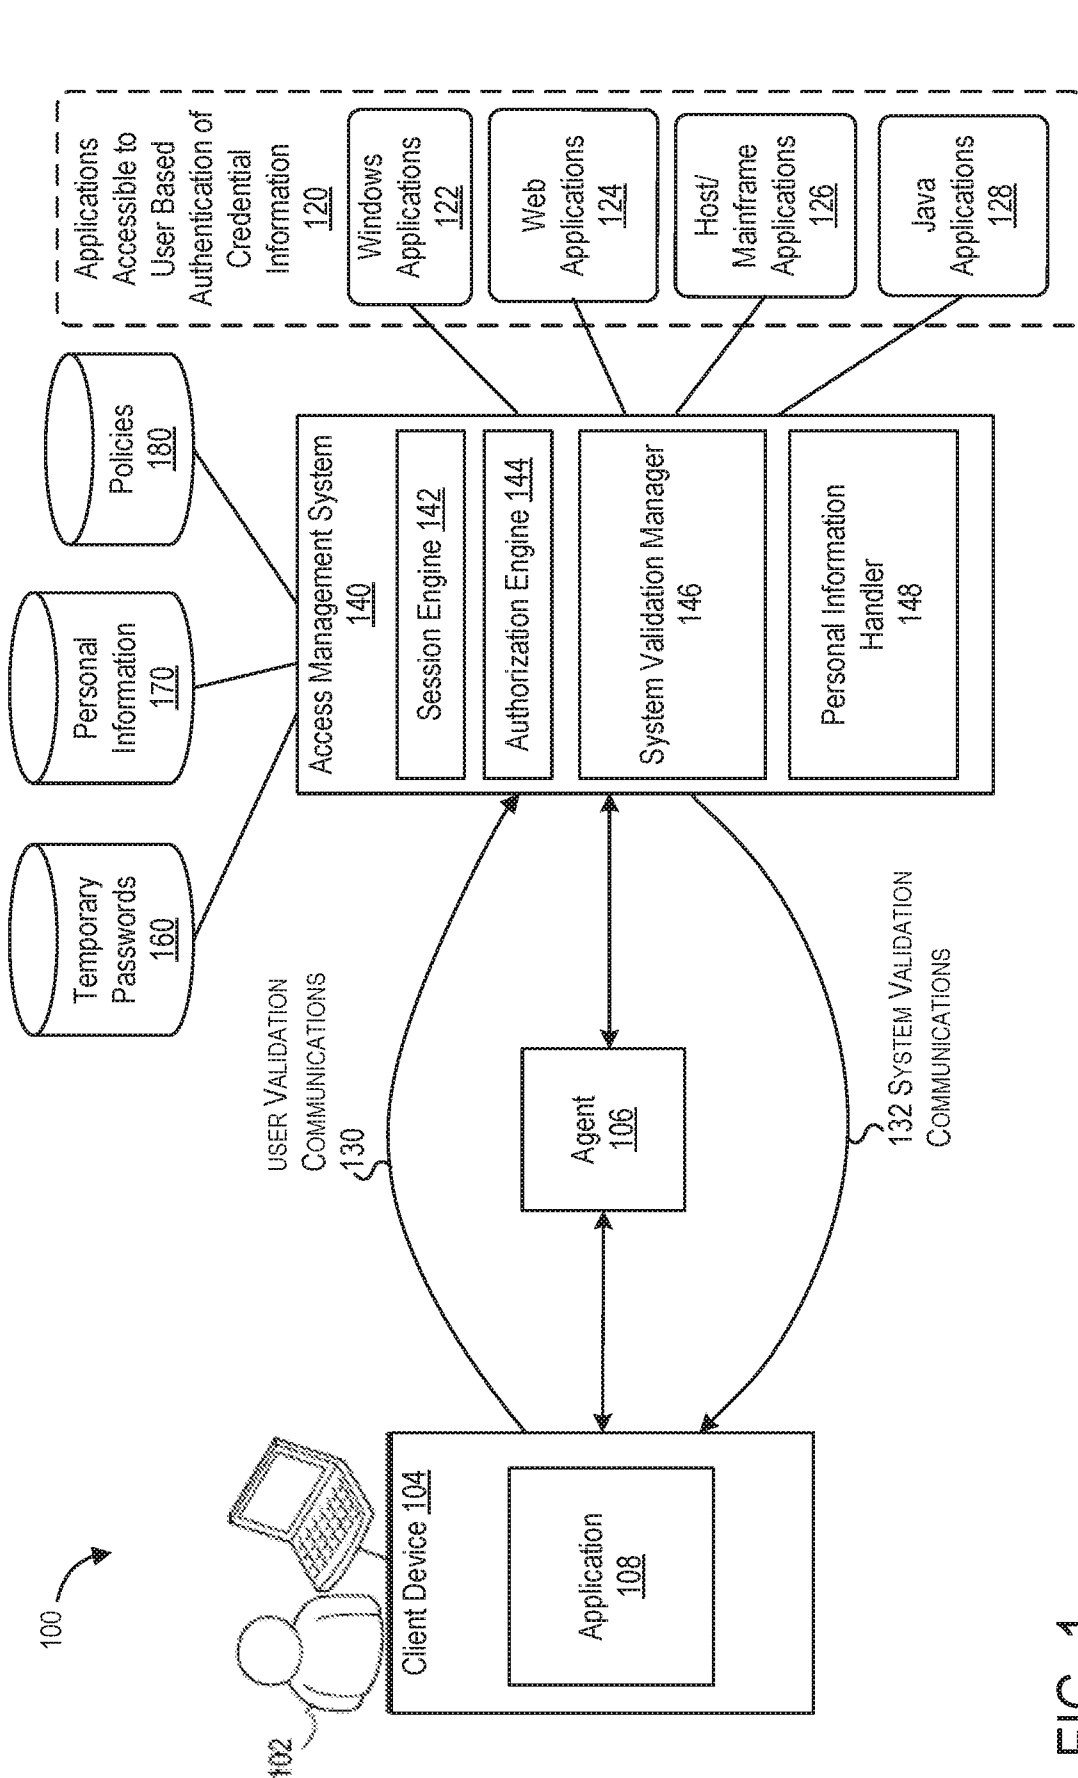 100
102
Client Device 104
Application
108
USER VALIDATION
COMMUNICATIONS
130
Agent
106
132 SYSTEM VALIDATION
COMMUNICATIONS
Temporary
Passwords
160
Personal
Information
170
Policies
180
Access Management System
140
Session Engine 142
Authorization Engine 144
System Validation Manager
146
Personal Information
Handler
148
Applications
Accessible to
User Based
Authentication of
Credential
Information
120
Windows
Applications
122
Web
Applications
124
Host/
Mainframe
Applications
126
Java
Applications
128
FIG. 1